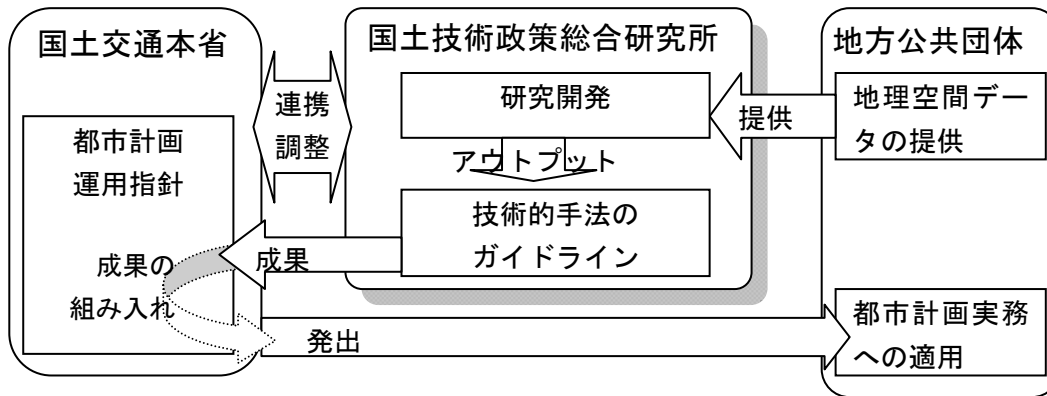 国土交通本省
都市計画
運用指針
成果の
組み入れ
連携
調整
国土技術政策総合研究所
研究開発
アウトプット
技術的手法の
ガイドライン
成果
発出
提供
地方公共団体
地理空間デー
タの提供
都市計画実務
への適用